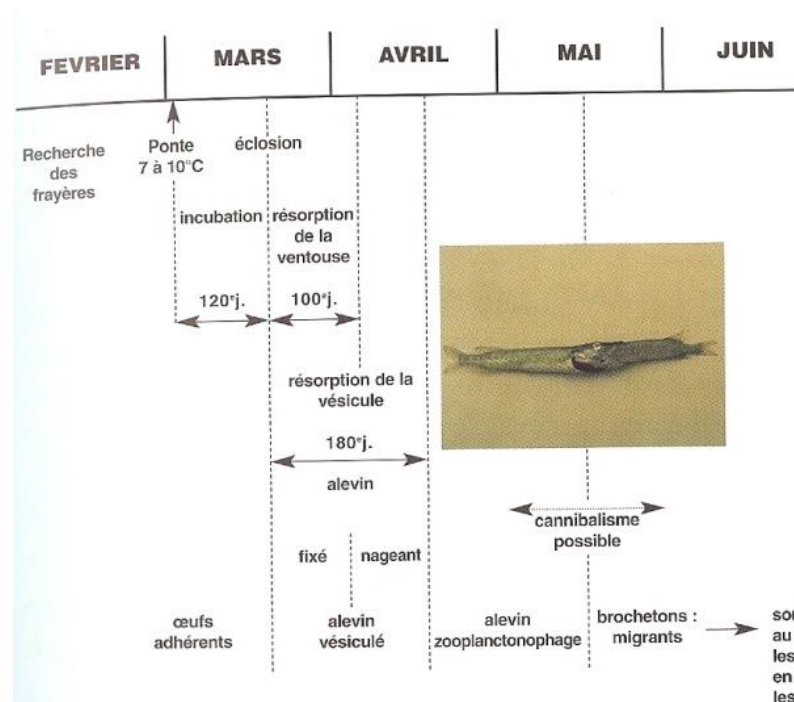 FEVRIER
MARS
AVRIL
MAI
JUIN
Recherche
des
frayères
Ponte
7 à 10°C
éclosion
incubation
résorption
de la
ventouse
120°j.
100°j.
résorption de la
vésicule
180°j.
alevin
cannibalisme
possible
fixé
nageant
œufs
adhérents
alevin
vésiculé
alevin
zooplanctonophage
brochetons :
migrants
au
les
en
les